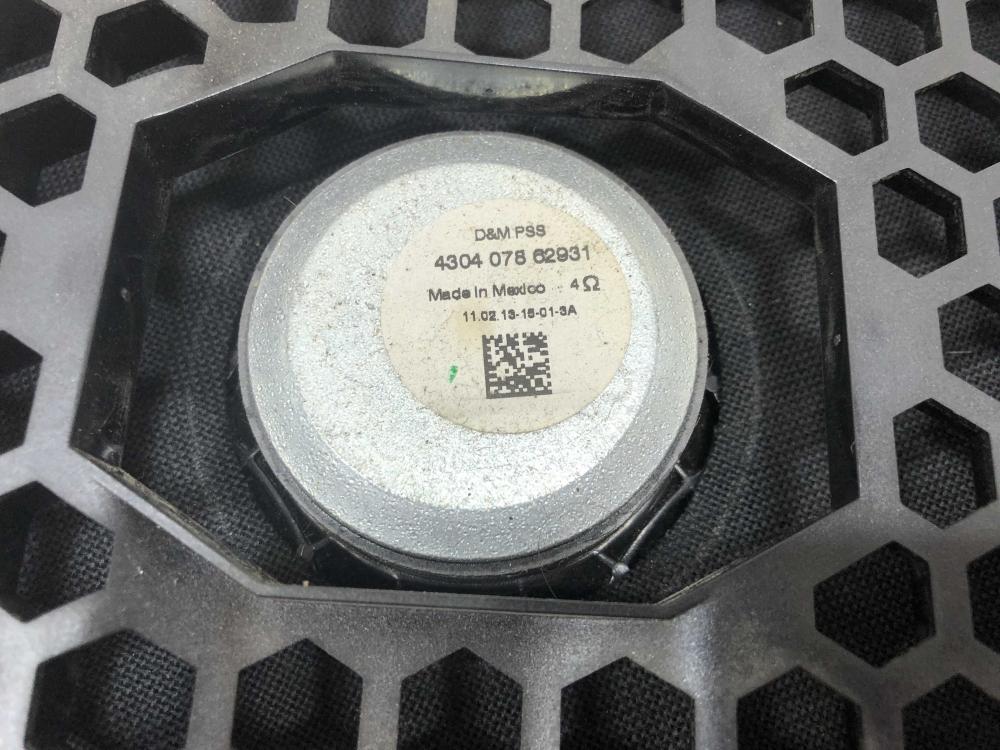 D&M PSS
4304 078 62931
Made in Mexico 4Ω
11.02.13-15-01-3A